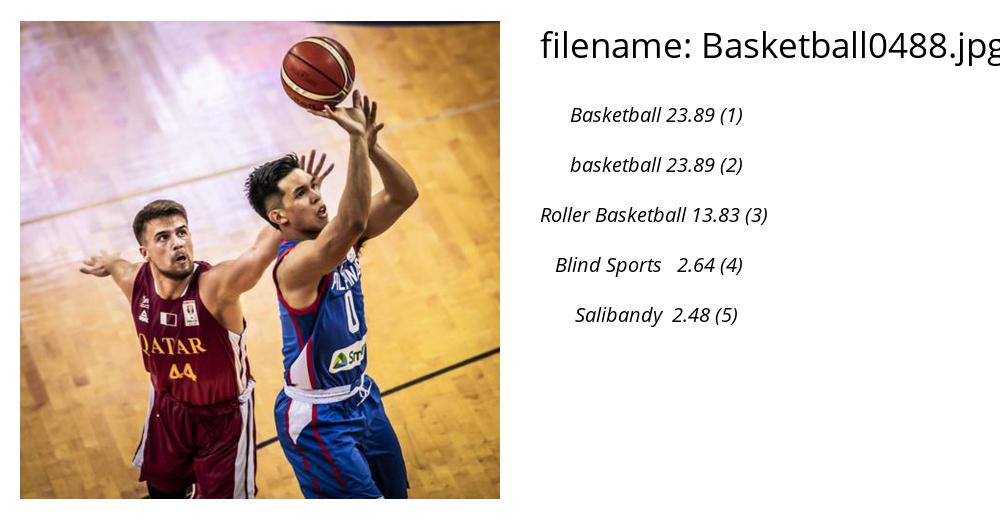 filename: Basketball0488.jpg
Basketball 23.89 (1)
basketball 23.89 (2)
Roller Basketball 13.83 (3)
Blind Sports 2.64 (4)
Salibandy 2.48 (5)
QATAR
44
0